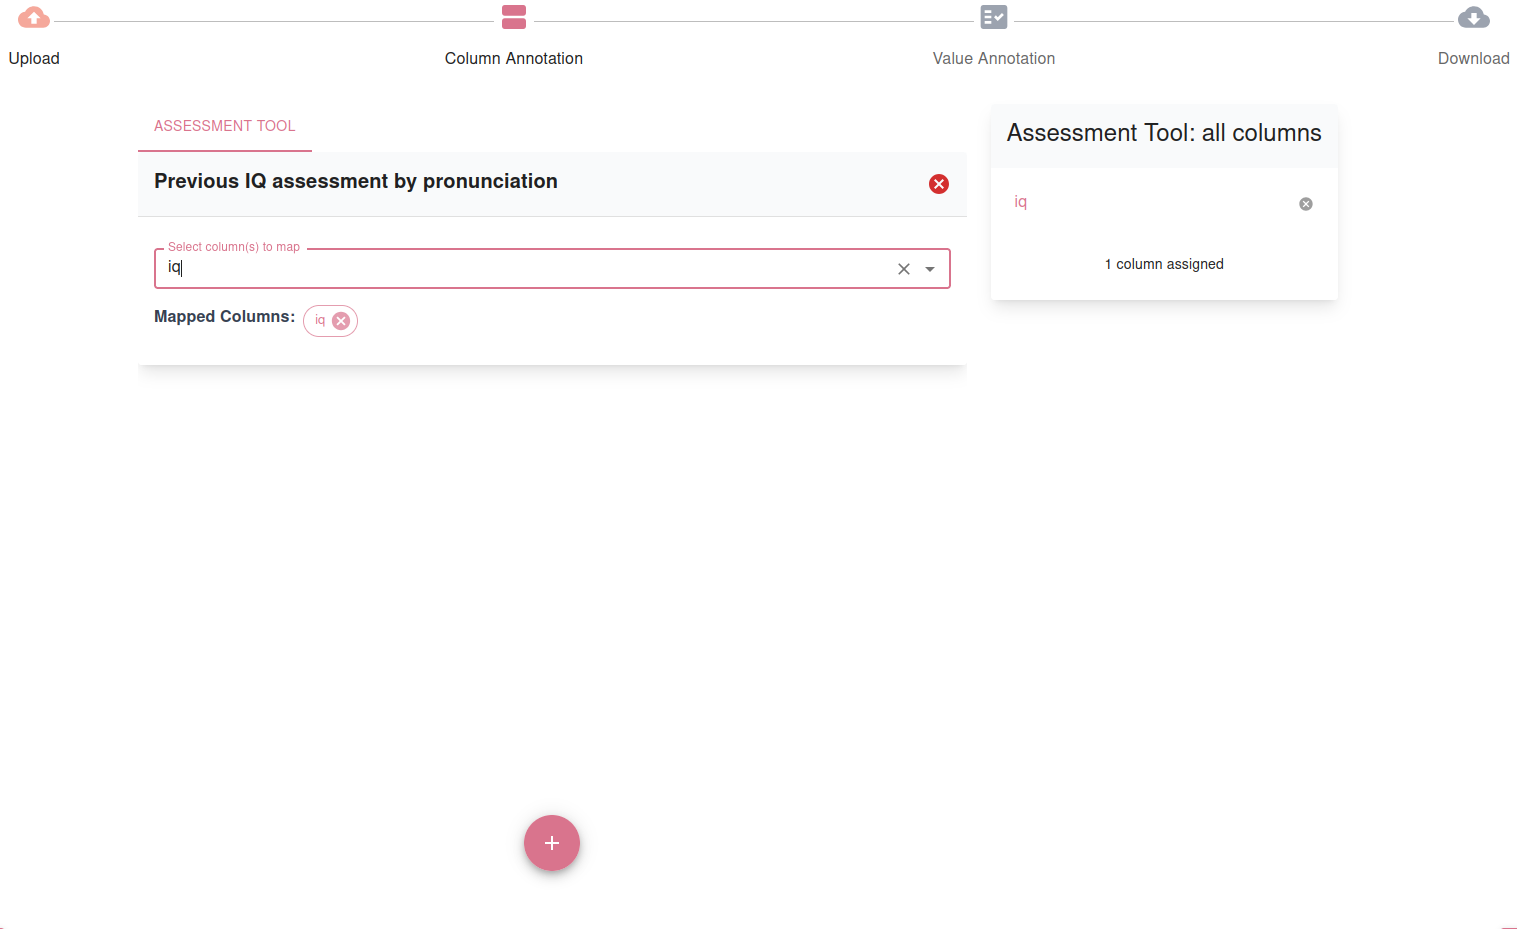 Upload
Column Annotation
Value Annotation
Download
ASSESSMENT TOOL
Previous IQ assessment by pronunciation
Select column(s) to map
iq
Mapped Columns: iq
Assessment Tool: all columns
iq
1 column assigned